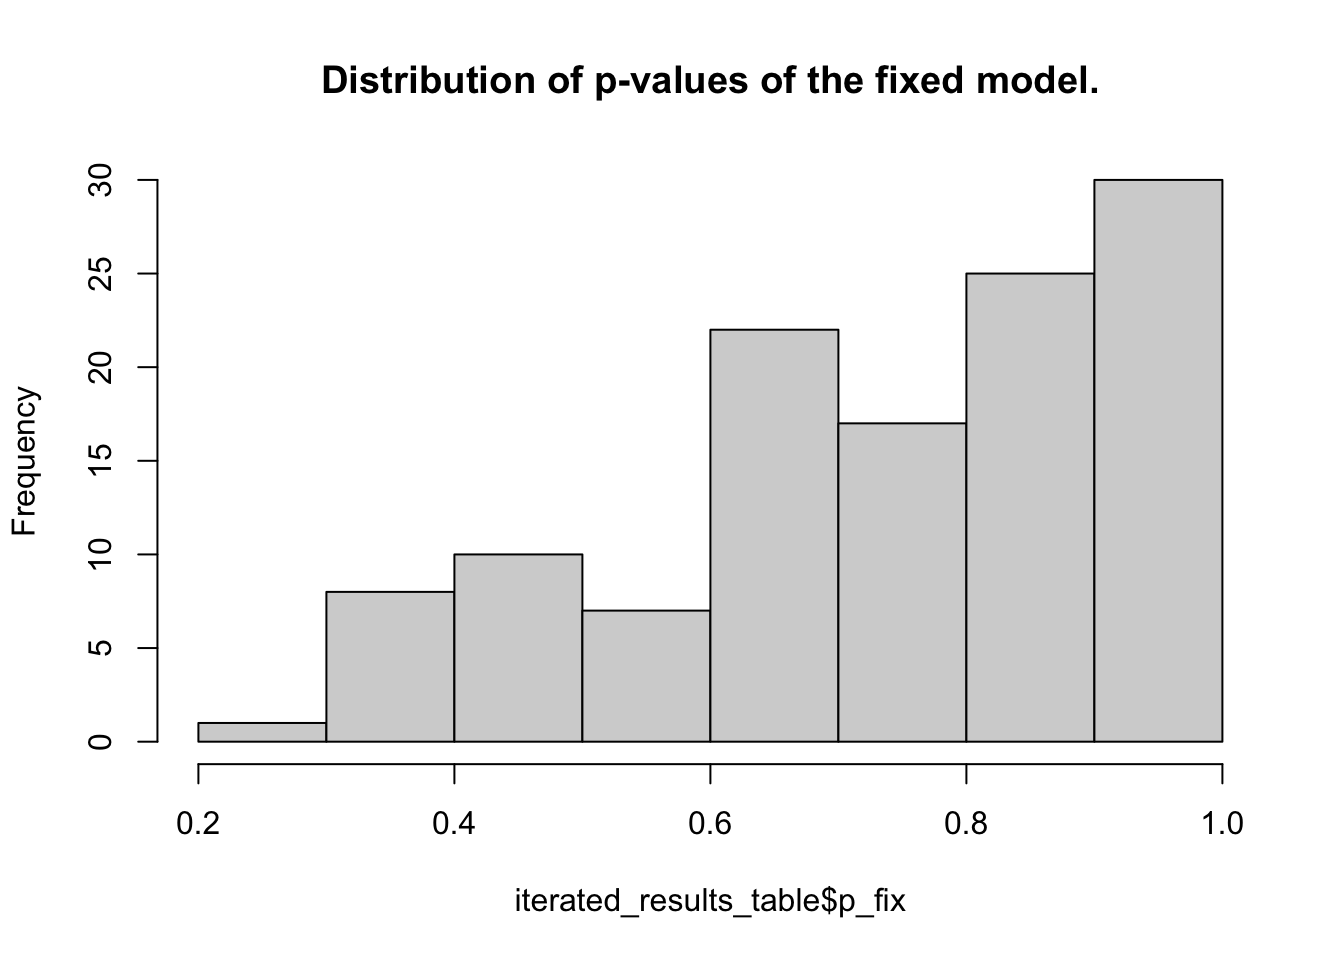 Distribution of p-values of the fixed model.
Frequency
30
25
20
15
10
5
0
0.2 0.4 0.6 0.8 1.0
iterated_results_table$p_fix